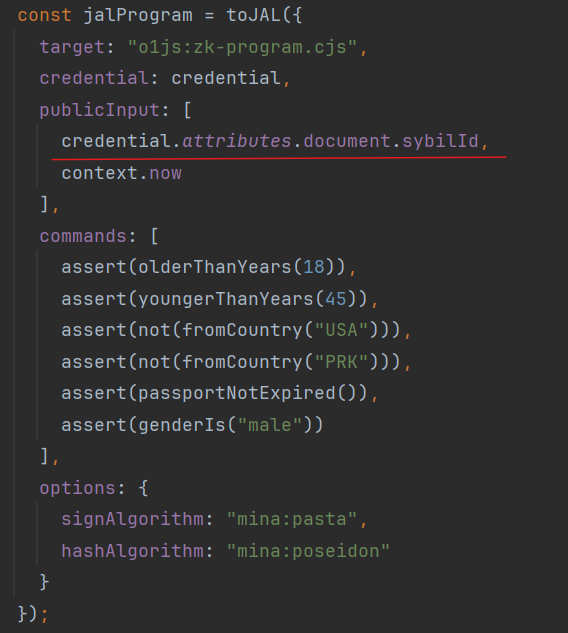 const jalProgram = toJAL({
  target: "o1js:zk-program.cjs",
  credential: credential,
  publicInput: [
    credential.attributes.document.sybilId,
    context.now
  ],
  commands: [
    assert(olderThanYears(18)),
    assert(youngerThanYears(45)),
    assert(not(fromCountry("USA"))),
    assert(not(fromCountry("PRK"))),
    assert(passportNotExpired()),
    assert(genderIs("male"))
  ],
  options: {
    signAlgorithm: "mina:pasta",
    hashAlgorithm: "mina:poseidon"
  }
});